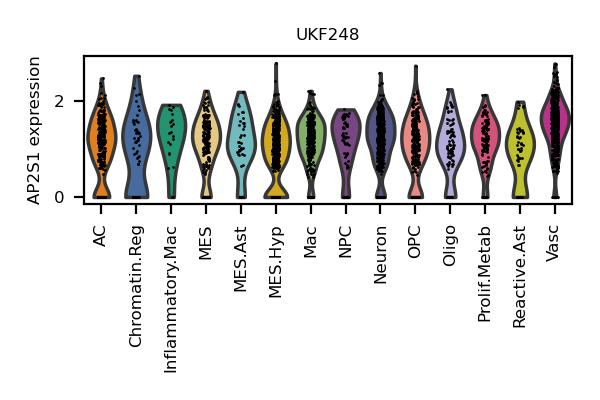 UKF248
AP2S1 expression
2
0
AC
Chromatin.Reg
Inflammatory.Mac
MES
MES.Ast
MES.Hyp
Mac
NPC
Neuron
OPC
Oligo
Prolif.Metab
Reactive.Ast
Vasc